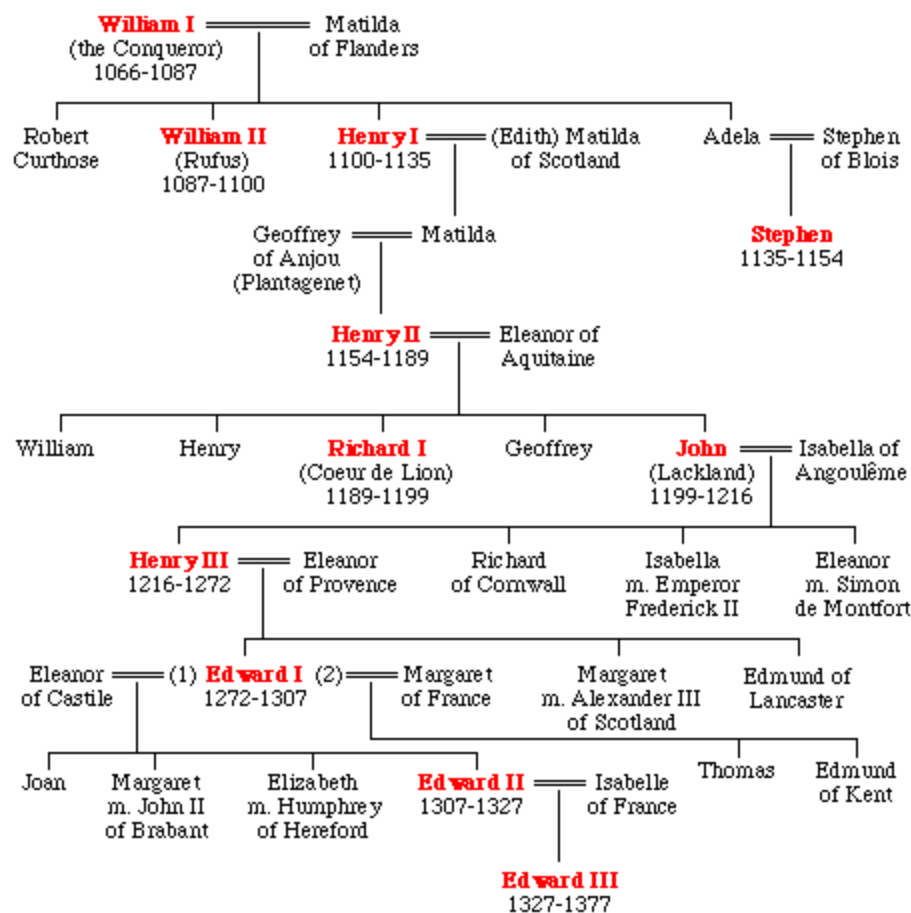 William I Matilda
(the Conqueror) of Flanders
1066-1087
Robert William II Henry I (Edith) Matilda Adela Stephen
Curthose (Rufus) 1100-1135 of Scotland of Blois
1087-1100
Geoffrey Matilda Stephen
of Anjou 1135-1154
(Plantagenet)
Henry II Eleanor of
1154-1189 Aquitaine
William Henry Richard I Geoffrey John Isabella of
(Coeur de Lion) (Lackland) Angoulême
1189-1199 1199-1216
Henry III Eleanor Richard Isabella Eleanor
1216-1272 of Provence of Cornwall m. Emperor m. Simon
Frederick II de Montfort
Eleanor (1) Edward I (2) Margaret Margaret Edmund of
of Castile 1272-1307 of France m. Alexander III Lancaster
of Scotland
Joan Margaret Elizabeth Edward II Isabelle Thomas Edmund
m. John II m. Humphrey 1307-1327 of France of Kent
of Brabant of Hereford
Edward III
1327-1377